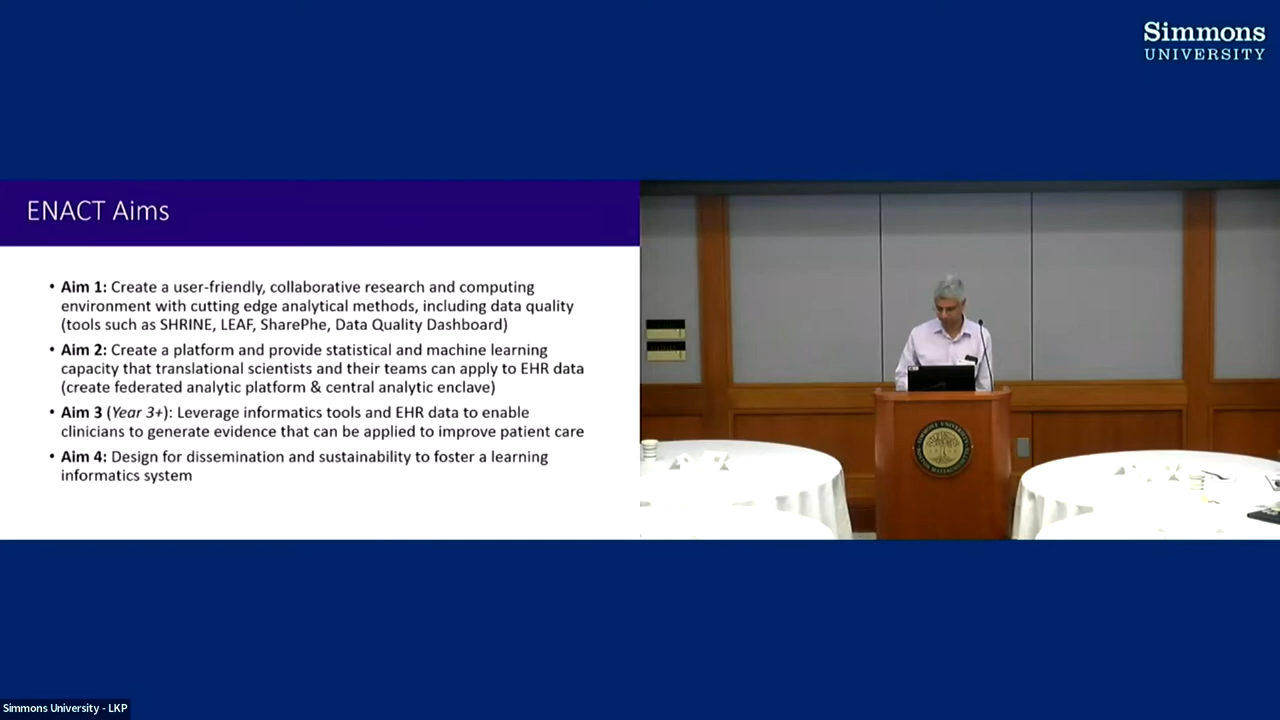 Simmons
UNIVERSITY
ENACT Aims
• Aim 1: Create a user-friendly, collaborative research and computing
environment with cutting edge analytical methods, including data quality
(tools such as SHRINE, LEAF, SharePhe, Data Quality Dashboard)
• Aim 2: Create a platform and provide statistical and machine learning
capacity that translational scientists and their teams can apply to EHR data
(create federated analytic platform & central analytic enclave)
• Aim 3 (Year 3+): Leverage informatics tools and EHR data to enable
clinicians to generate evidence that can be applied to improve patient care
• Aim 4: Design for dissemination and sustainability to foster a learning
informatics system
Simmons University - LKP